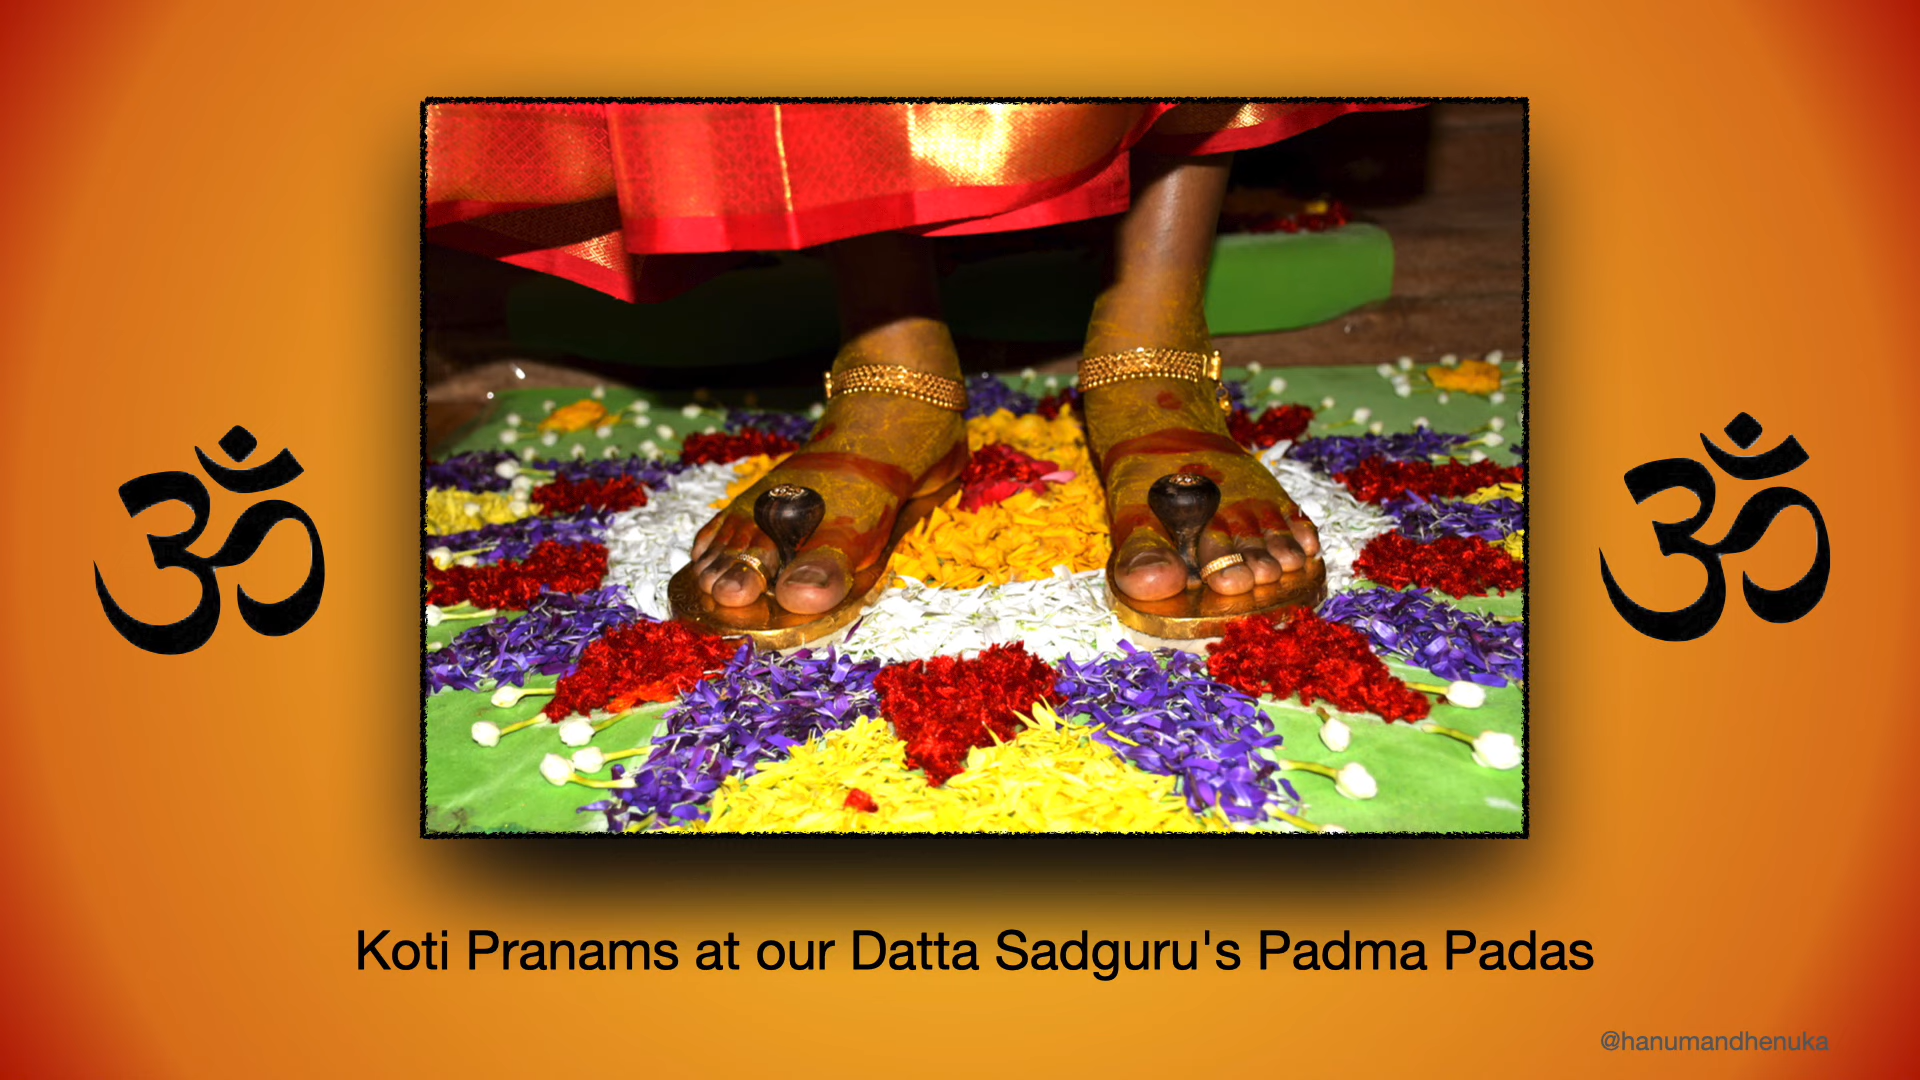 ॐ ॐ
Koti Pranams at our Datta Sadguru's Padma Padas
@hanumandhenuka